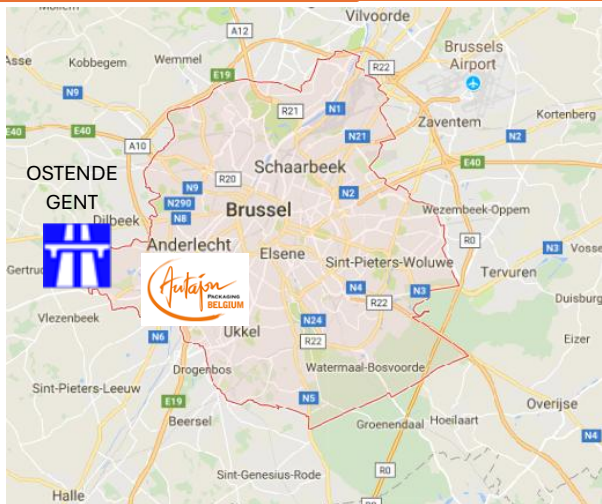 Mollem
Vilvoorde
A12
Brussels
Airport
Asse
Kobbegem
Wemmel
E19
R22
N9
R21
N1
Kortenberg
E40
E40
A10
N21
Zaventem
N2
OSTENDE
GENT
Schaarbeek
E40
R20
N9
N290
N8
N2
Brussel
Wezembeek-Oppem
Dilbeek
R0
Anderlecht
Elsene
Sint-Pieters-Woluwe
N3
Tervuren
Autajon
PACKAGING
BELGIUM
N4
R22
N3
Duisburg
Vlezenbeek
Ukkel
N24
R22
N6
Eizer
Drogenbos
Watermaal-Bosvoorde
Sint-Pieters-Leeuw
E19
N5
Overijse
Beersel
Groenendaal
Hoeilaart
N4
R0
Sint-Genesius-Rode
Halle
R0